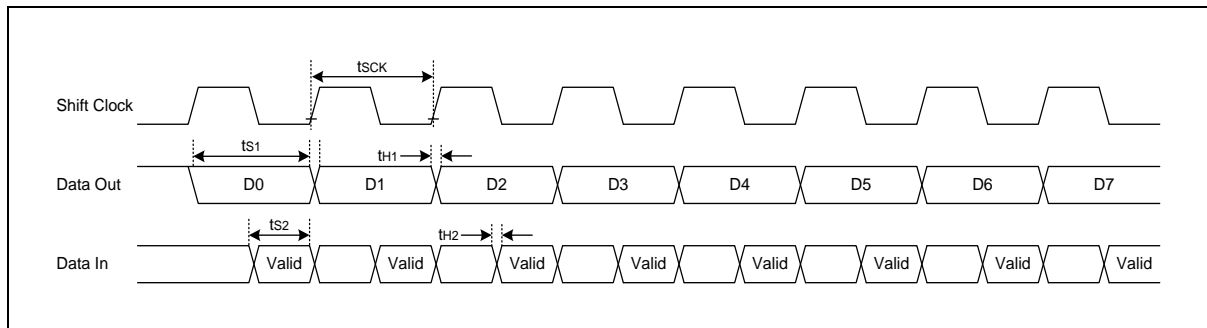 tSCK
Shift Clock
tS1
tH1
Data Out D0 D1 D2 D3 D4 D5 D6 D7
tS2
tH2
Data In Valid Valid Valid Valid Valid Valid Valid Valid